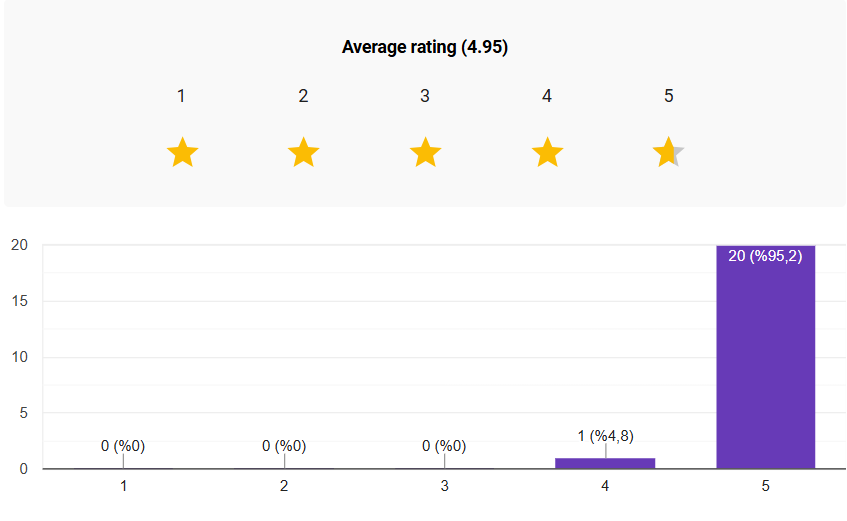 Average rating (4.95)
1 2 3 4 5
20
20 (%95,2)
15
10
5
1 (%4,8)
0 (%0) 0 (%0) 0 (%0)
0
1 2 3 4 5